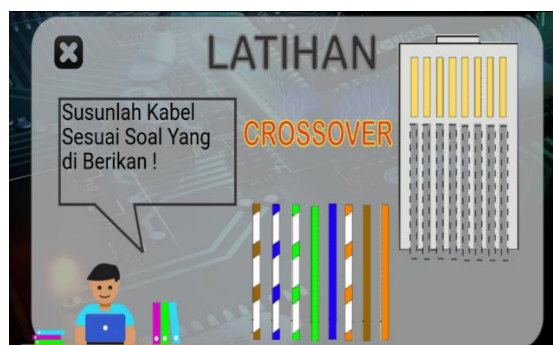 LATIHAN
Susunlah Kabel
Sesuai Soal Yang
di Berikan !
CROSSOVER